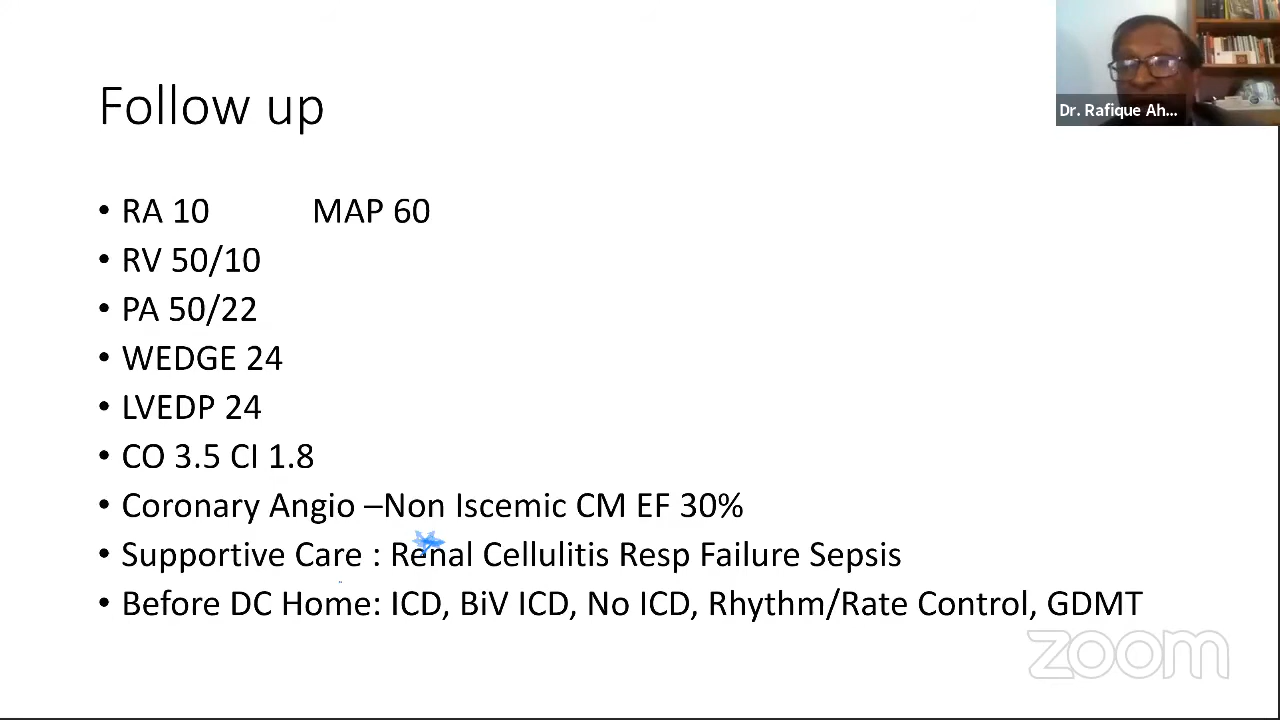 Dr. Rafique Ah...
Follow up
• RA 10 MAP 60
• RV 50/10
• PA 50/22
• WEDGE 24
• LVEDP 24
• CO 3.5 CI 1.8
• Coronary Angio –Non Iscemic CM EF 30%
• Supportive Care : Renal Cellulitis Resp Failure Sepsis
• Before DC Home: ICD, BiV ICD, No ICD, Rhythm/Rate Control, GDMT
zoom